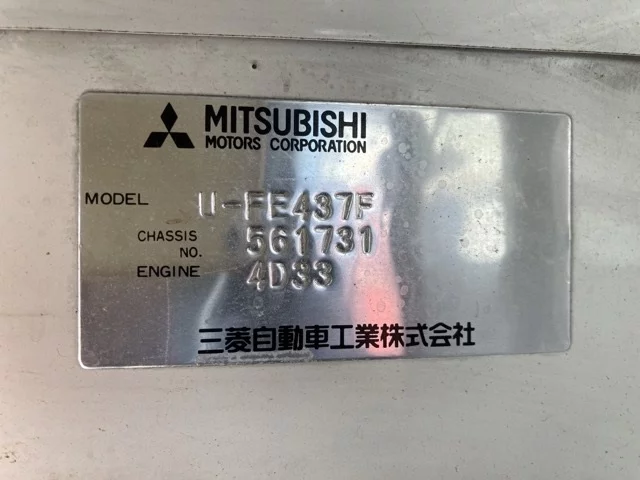 MITSUBISHI
MOTORS CORPORATION
MODEL U-FE437F
CHASSIS NO. 561731
ENGINE 4D33
三菱自動車工業株式会社